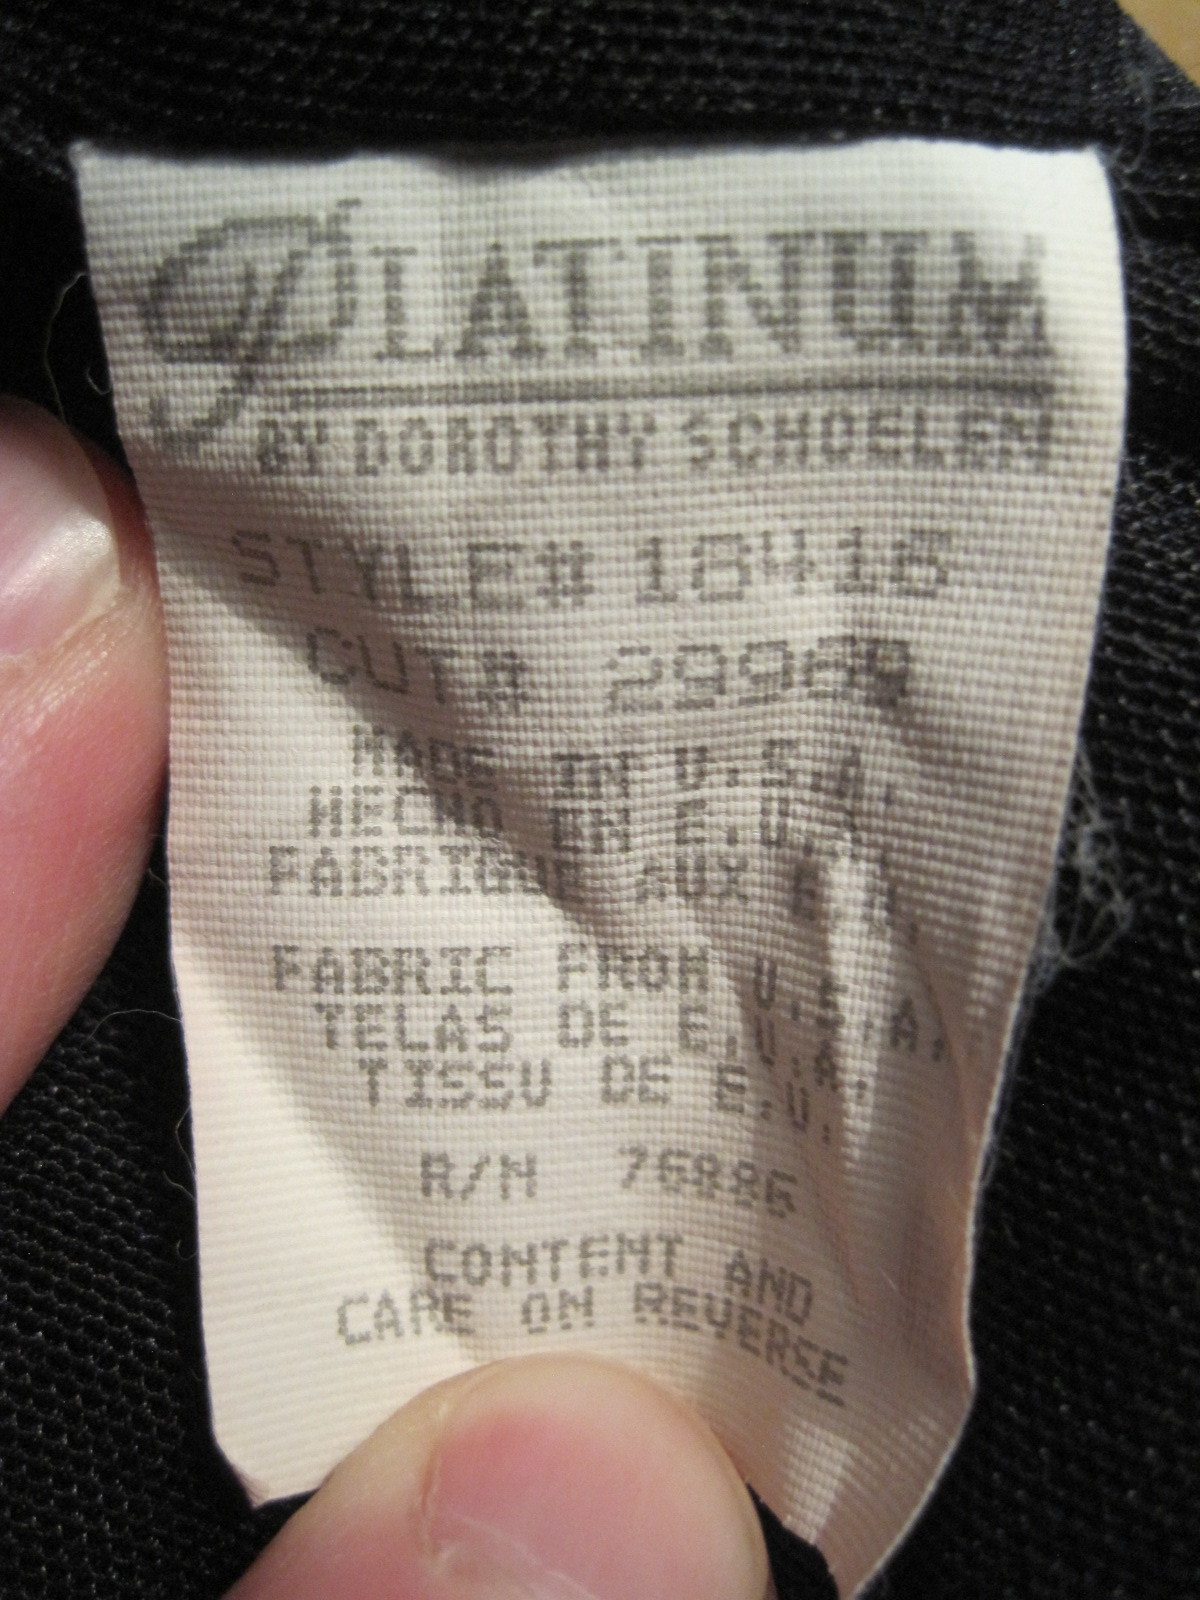 PLATINUM
BY DOROTHY SCHOELEN
STYLE# 18416
CUT# 29969
MADE IN U.S.A.
HECHO EN E.U.A.
FABRIQUE AUX E.U.
FABRIC FROM U.S.A.
TELAS DE E.U.A.
TISSU DE E.U.
R/N 76886
CONTENT AND
CARE ON REVERSE